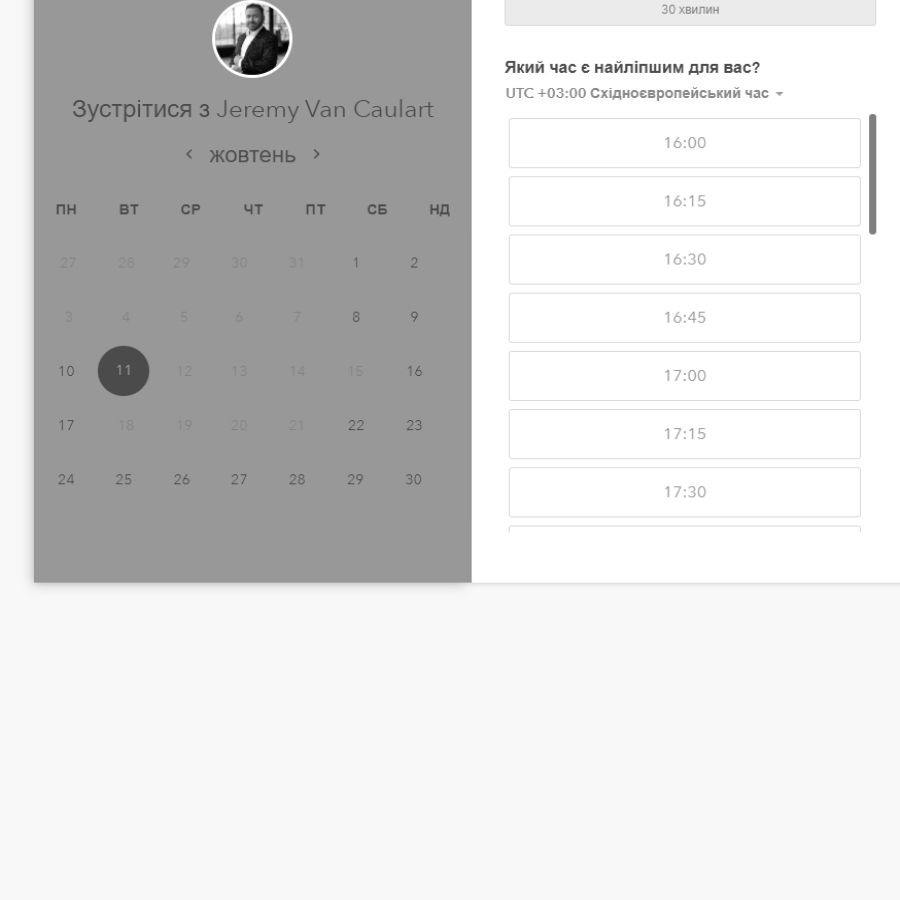 Зустрітися з Jeremy Van Caulart
жовтень
ПН ВТ СР ЧТ ПТ СБ НД
27 28 29 30 31 1 2
3 4 5 6 7 8 9
10 11 12 13 14 15 16
17 18 19 20 21 22 23
24 25 26 27 28 29 30
30 хвилин
Який час є найліпшим для вас?
UTC +03:00 Східноєвропейський час
16:00
16:15
16:30
16:45
17:00
17:15
17:30